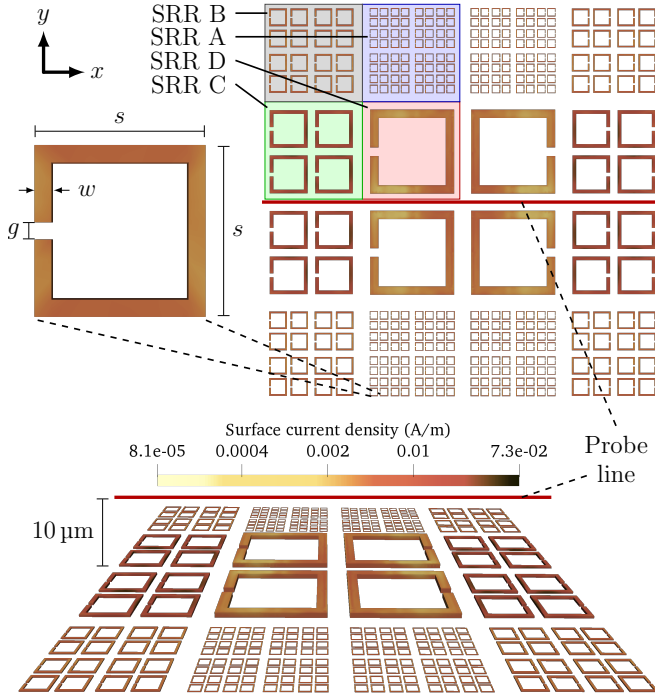 y
x
SRR B
SRR A
SRR D
SRR C
s
w
g
s
Surface current density (A/m)
8.1e-05 0.0004 0.002 0.01 7.3e-02
Probe
line
10 µm